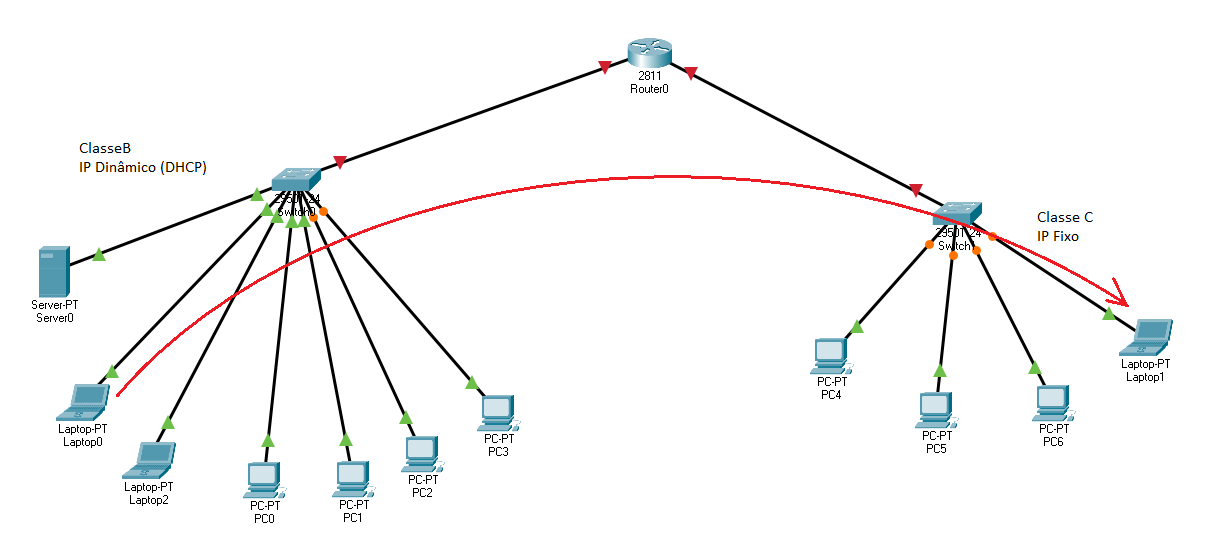 2811
Router0
ClasseB
IP Dinâmico (DHCP)
2950T-24
Switch0
Classe C
IP Fixo
2950T-24
Server-PT
Server0
Laptop-PT
Laptop1
PC-PT
PC4
Laptop-PT
Laptop0
PC-PT
PC3
PC-PT
PC5
PC-PT
PC6
Laptop-PT
Laptop2
PC-PT
PC2
PC-PT
PC0
PC-PT
PC1